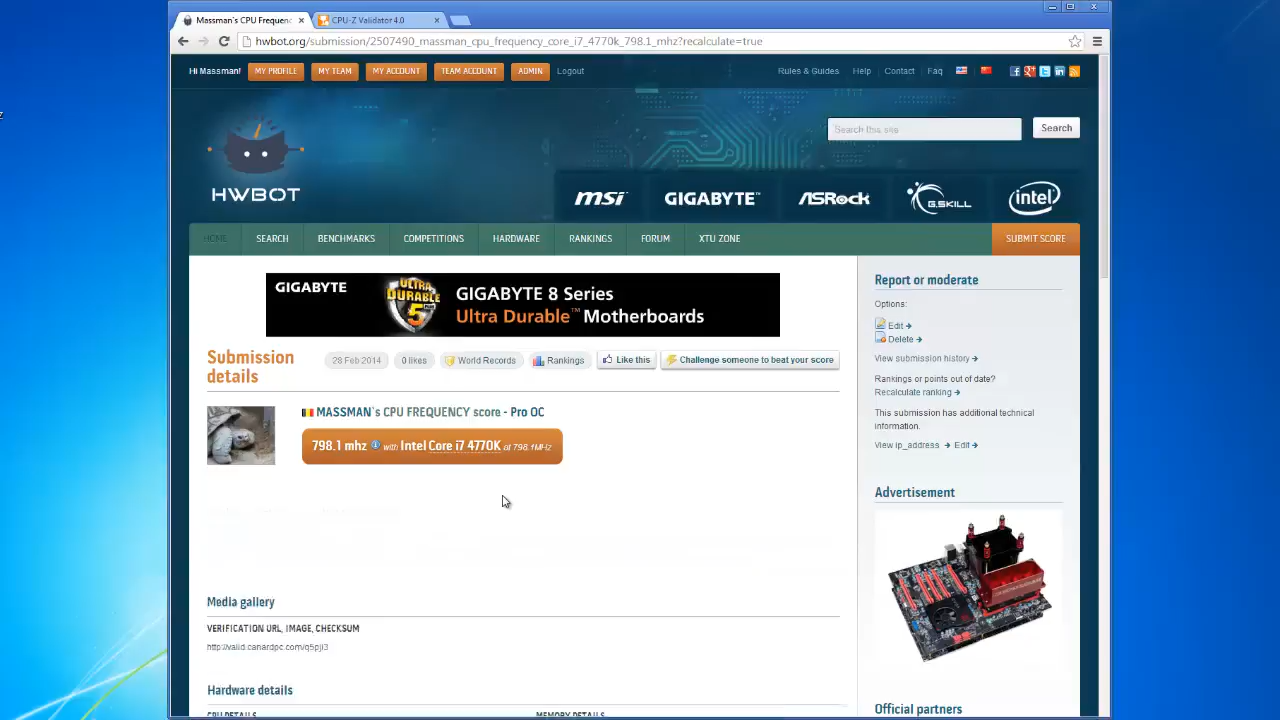 Massman's CPU Frequenc
CPU-Z Validator 4.0
hwbot.org/submission/2507490_massman_cpu_frequency_core_i7_4770k_798.1_mhz?recalculate=true
Hi Massman! MY PROFILE MY TEAM MY ACCOUNT TEAM ACCOUNT ADMIN Logout
Rules & Guides Help Contact Faq
Search this site
Search
HWBOT
msi GIGABYTE™ ASRock G.SKILL intel
HOME SEARCH BENCHMARKS COMPETITIONS HARDWARE RANKINGS FORUM XTU ZONE SUBMIT SCORE
GIGABYTE
ULTRA DURABLE 5
GIGABYTE 8 Series
Ultra Durable™ Motherboards
Submission details
28 Feb 2014 0 likes World Records Rankings Like this Challenge someone to beat your score
MASSMAN`s CPU FREQUENCY score - Pro OC
798.1 mhz with Intel Core i7 4770K at 798.1MHz
Media gallery
VERIFICATION URL, IMAGE, CHECKSUM
http://valid.canardpc.com/q5pji3
Hardware details
CPU DETAILS
MEMORY DETAILS
Report or moderate
Options:
Edit
Delete
View submission history
Rankings or points out of date?
Recalculate ranking
This submission has additional technical
information.
View ip_address Edit
Advertisement
Official partners